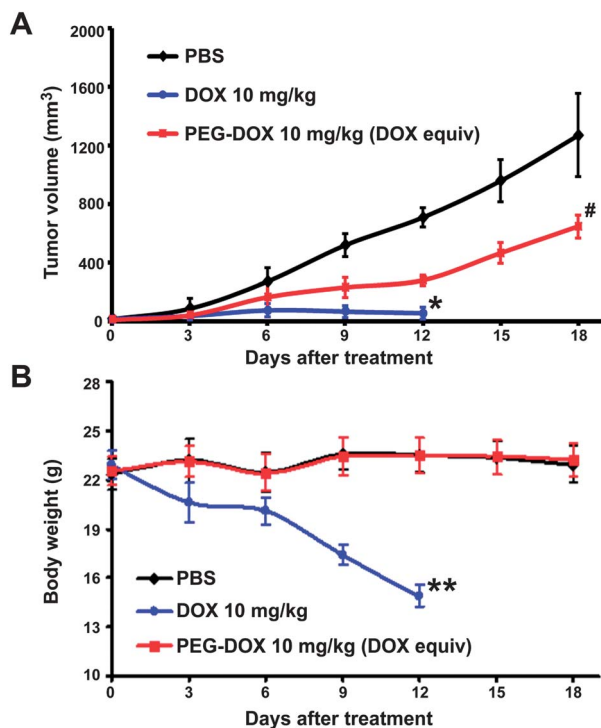 A
2000
1600
1200
800
400
0
Tumor volume (mm³)
PBS
DOX 10 mg/kg
PEG-DOX 10 mg/kg (DOX equiv)
#
*
0 3 6 9 12 15 18
Days after treatment
B
28
25
22
19
16
13
10
Body weight (g)
**
PBS
DOX 10 mg/kg
PEG-DOX 10 mg/kg (DOX equiv)
0 3 6 9 12 15 18
Days after treatment